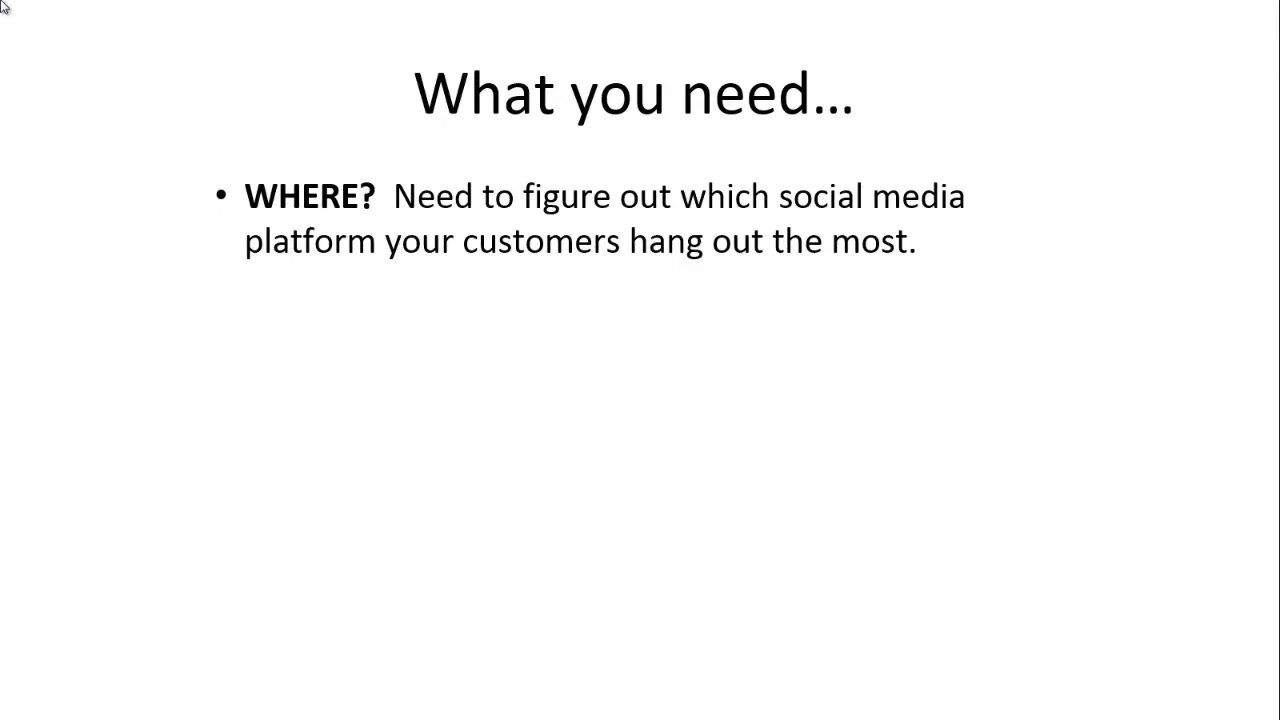 What you need…
• WHERE?  Need to figure out which social media
platform your customers hang out the most.